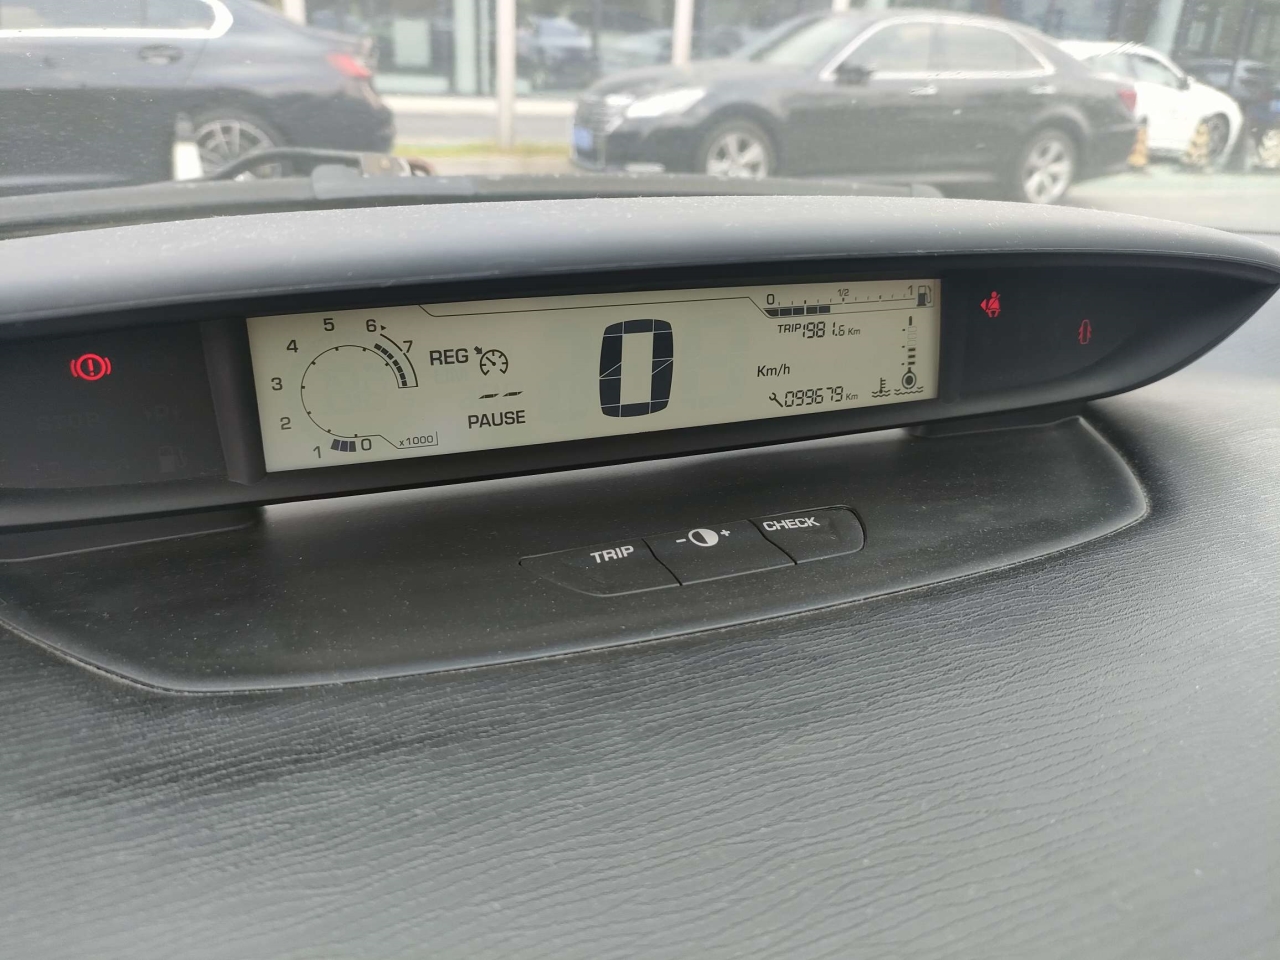 5 6
4 7
3
2
1 0 x1000
REG
-- --
PAUSE
0
0 1/2 1
TRIP 1981.6 Km
Km/h
099679 Km
TRIP - + CHECK